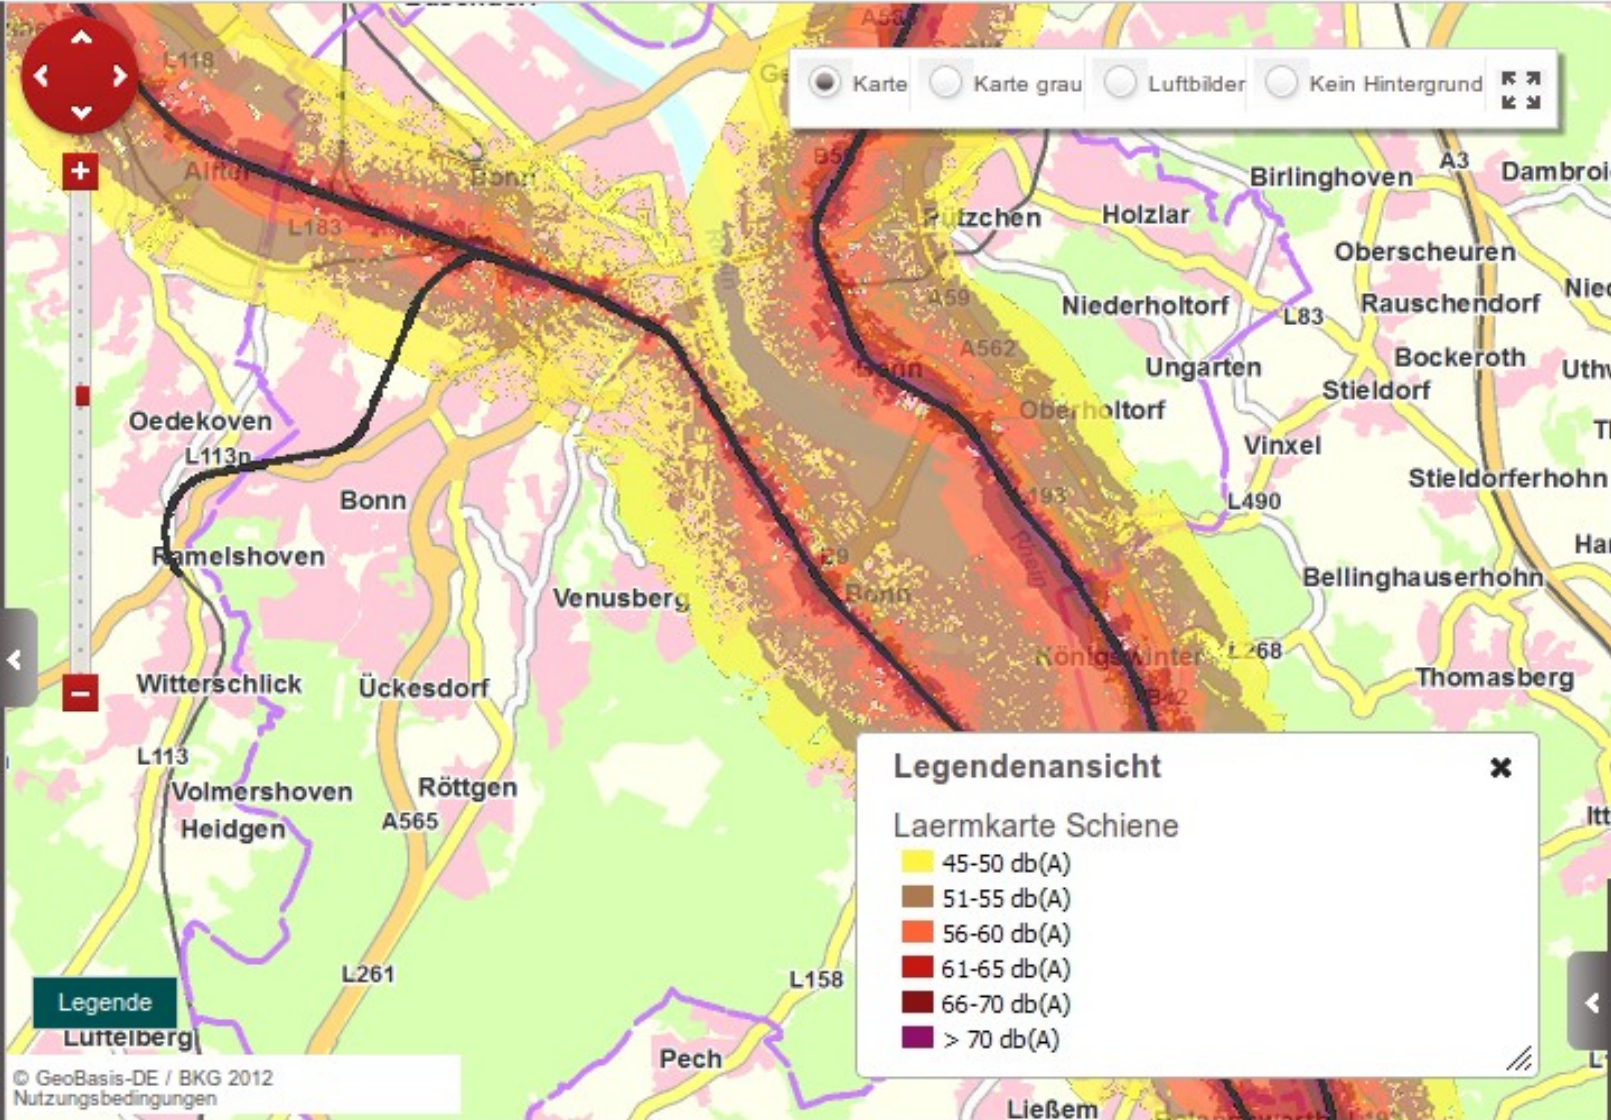 L118
Karte
Karte grau
Luftbilder
Kein Hintergrund
A3
Birlinghoven
Bonn
Rützchen
Holzlar
L183
Oberscheuren
A59
Niederholtorf
L83
Rauschendorf
A562
Ungarten
Bockeroth
Bonn
Stieldorf
Oedekoven
Oberholtorf
L113n
Vinxel
Bonn
Stieldorferhohn
L193
L490
Ramelshoven
Rhein
Bellinghauserhohn
Venusberg
Bonn
Königswinter
L268
Witterschlick
Ückesdorf
Thomasberg
L113
Volmershoven
Röttgen
Heidgen
A565
Legendenansicht
Laermkarte Schiene
45-50 db(A)
51-55 db(A)
56-60 db(A)
61-65 db(A)
66-70 db(A)
> 70 db(A)
L261
L158
Legende
Lüftelberg
Pech
© GeoBasis-DE / BKG 2012
Nutzungsbedingungen
Ließem